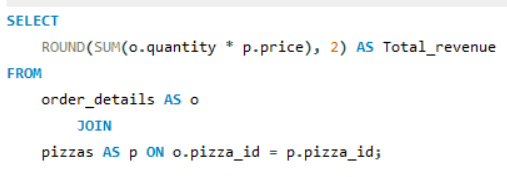 SELECT
ROUND(SUM(o.quantity * p.price), 2) AS Total_revenue
FROM
order_details AS o
JOIN
pizzas AS p ON o.pizza_id = p.pizza_id;